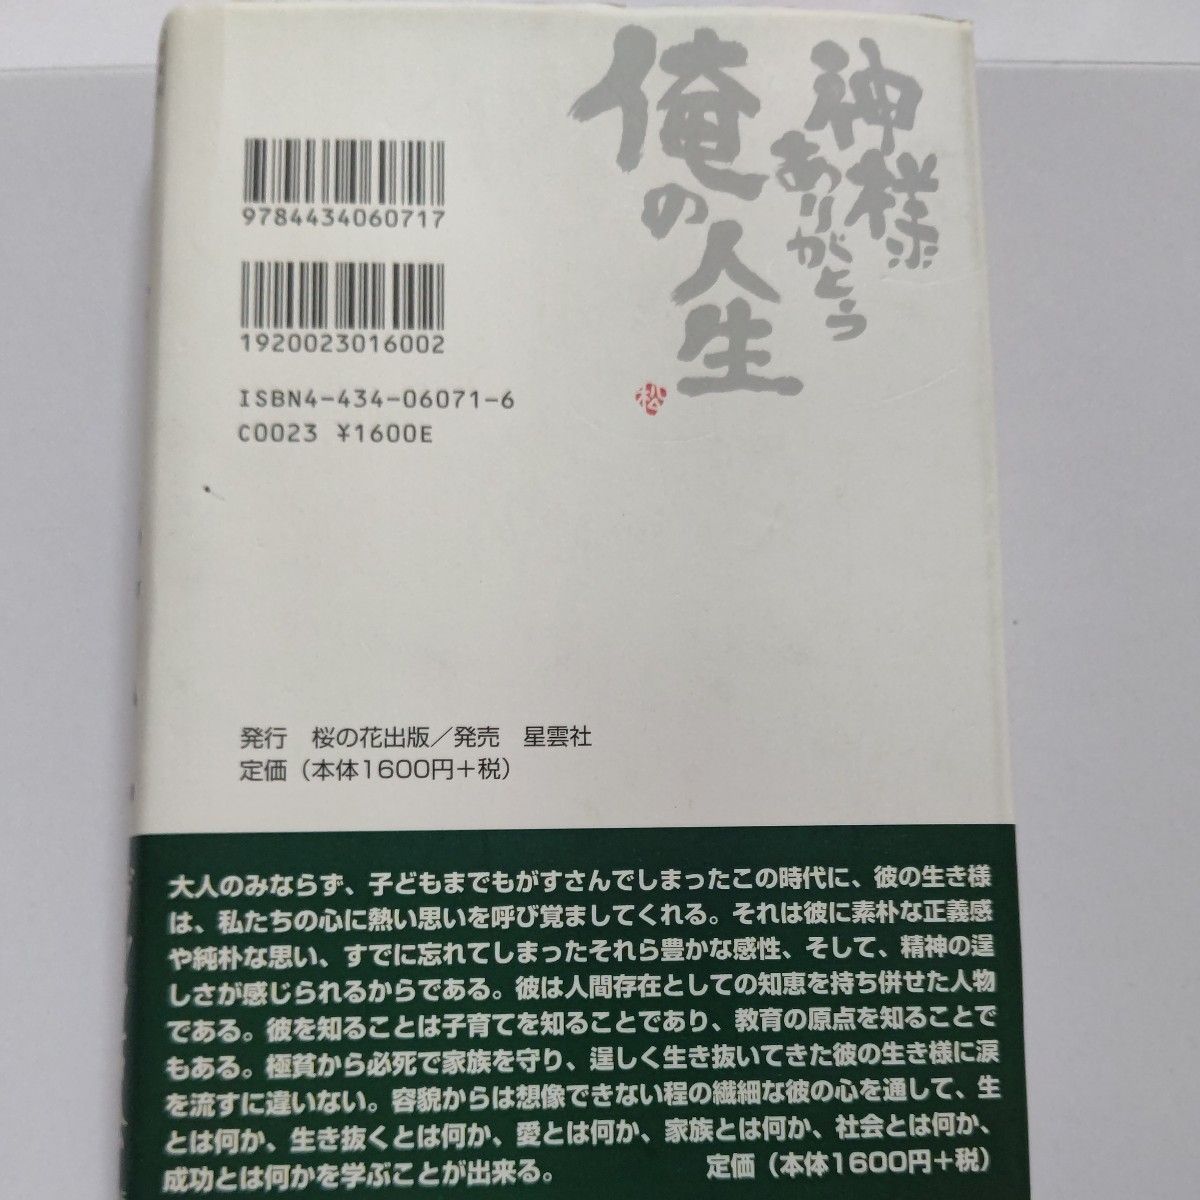 神様
ありがとう
俺の人生
松
9784434060717
1920023016002
ISBN4-434-06071-6
C0023 ¥1600E
発行　桜の花出版／発売　星雲社
定価（本体1600円＋税）
大人のみならず、子どもまでもがすさんでしまったこの時代に、彼の生き様
は、私たちの心に熱い思いを呼び覚ましてくれる。それは彼に素朴な正義感
や純朴な思い、すでに忘れてしまったそれら豊かな感性、そして、精神の逞
しさが感じられるからである。彼は人間存在としての知恵を持ち併せた人物
である。彼を知ることは子育てを知ることであり、教育の原点を知ることで
もある。極貧から必死で家族を守り、逞しく生き抜いてきた彼の生き様に涙
を流すに違いない。容貌からは想像できない程の繊細な彼の心を通して、生
とは何か、生き抜くとは何か、愛とは何か、家族とは何か、社会とは何か、
成功とは何かを学ぶことが出来る。　定価（本体1600円＋税）